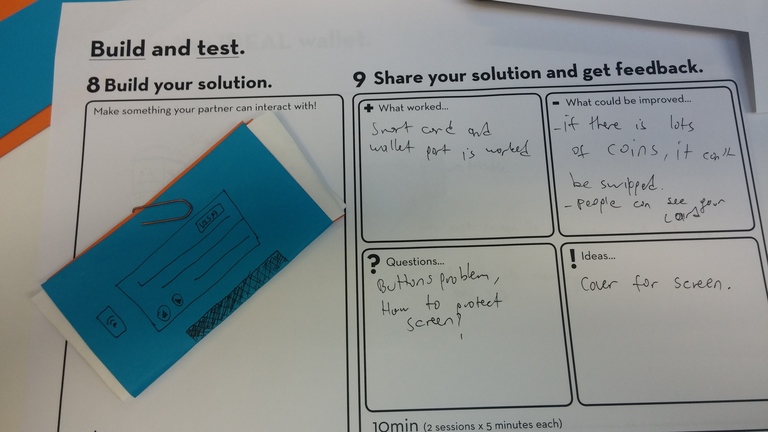 Build and test.
8 Build your solution.
Make something your partner can interact with!
9 Share your solution and get feedback.
+ What worked...
Smart card and
wallet part is worked
- What could be improved...
- if there is lots
of coins, it can't
be swipped.
- people can see your
card
? Questions...
Buttons problem,
How to protect
screen?
! Ideas...
Cover for screen.
10min (2 sessions x 5 minutes each)